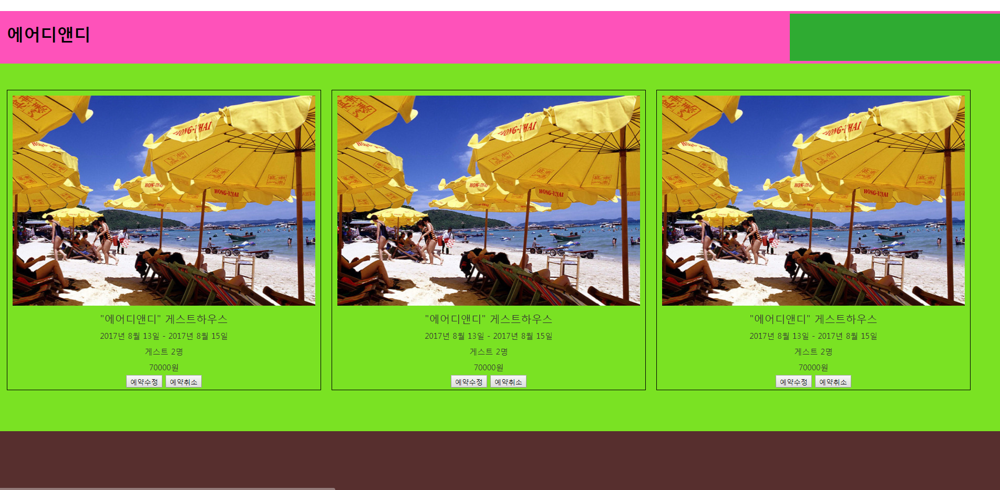 에어디앤디
HONG-THAI
HONG-THAI
HONG-THAI
"에어디앤디" 게스트하우스
2017년 8월 13일 - 2017년 8월 15일
게스트 2명
70000원
예약수정 예약취소
"에어디앤디" 게스트하우스
2017년 8월 13일 - 2017년 8월 15일
게스트 2명
70000원
예약수정 예약취소
"에어디앤디" 게스트하우스
2017년 8월 13일 - 2017년 8월 15일
게스트 2명
70000원
예약수정 예약취소